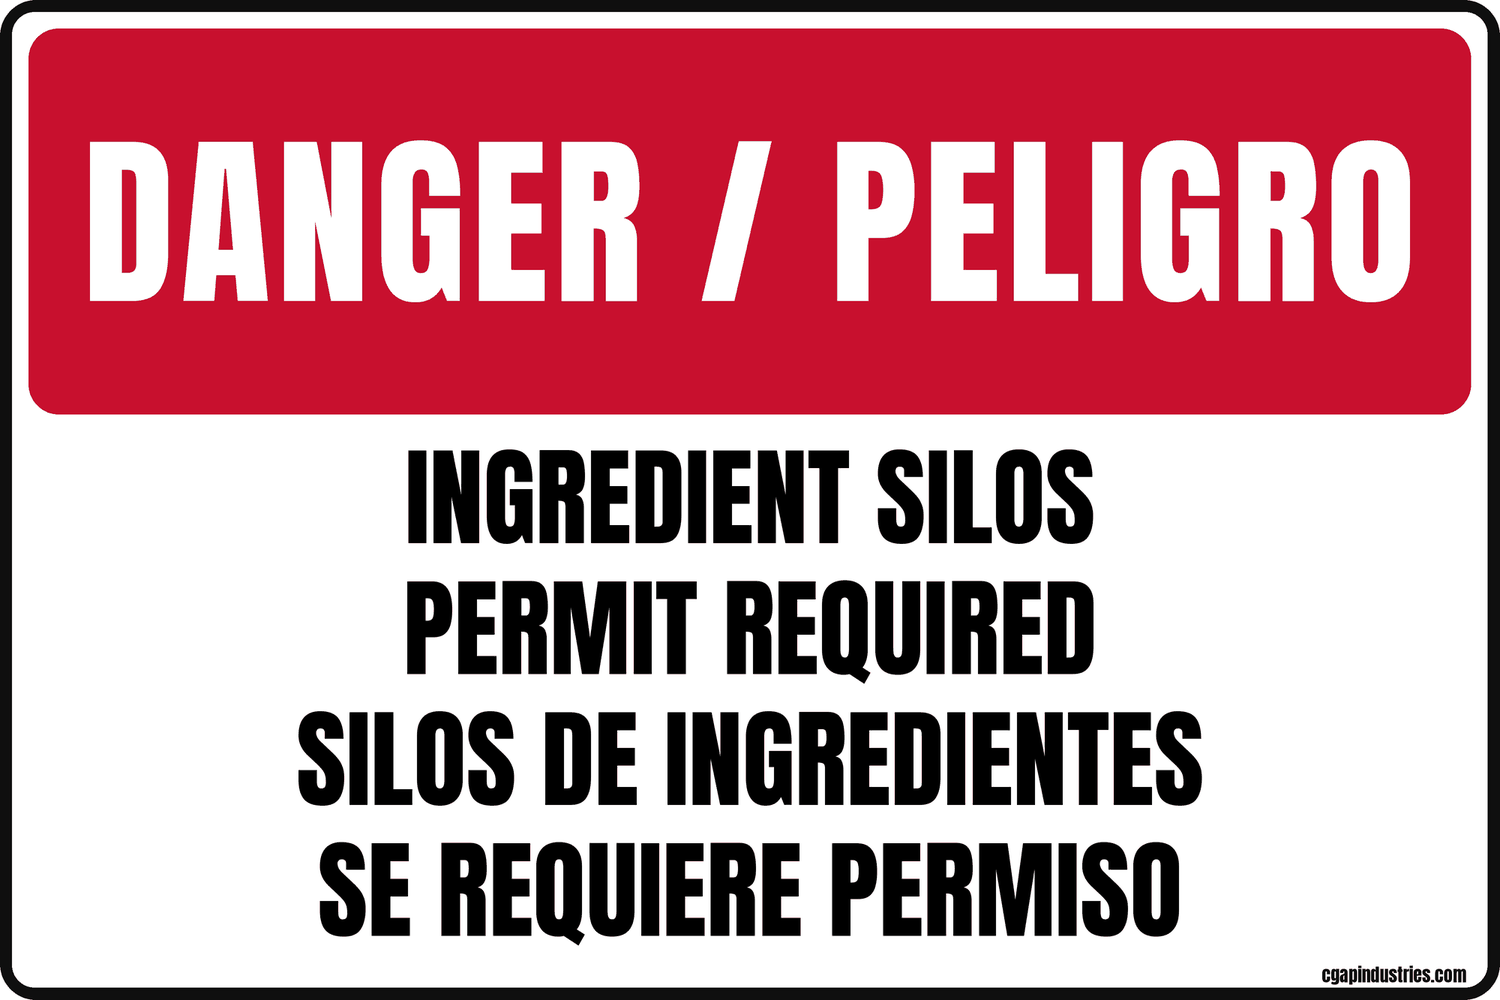 DANGER / PELIGRO
INGREDIENT SILOS
PERMIT REQUIRED
SILOS DE INGREDIENTES
SE REQUIERE PERMISO
cgapindustries.com